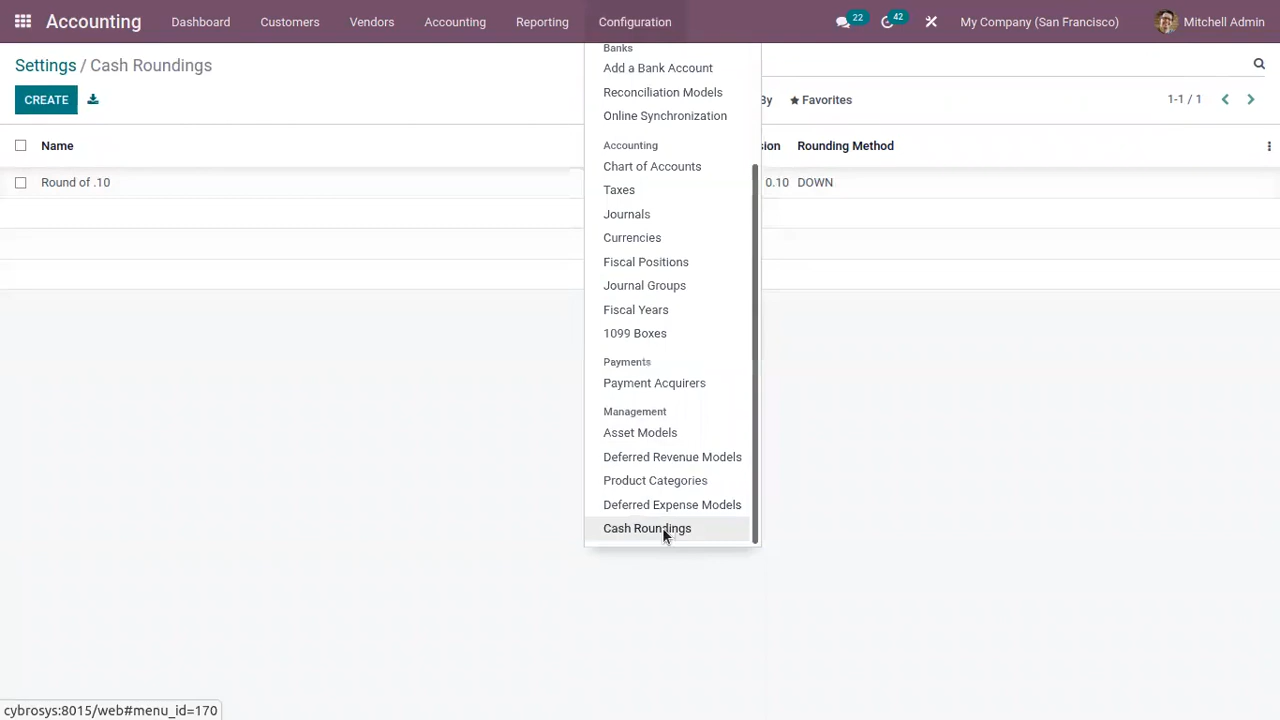 Accounting Dashboard Customers Vendors Accounting Reporting Configuration 22 42 My Company (San Francisco) Mitchell Admin
Settings / Cash Roundings
CREATE
By Favorites 1-1 / 1
Name sion Rounding Method
Round of .10 0.10 DOWN
Banks
Add a Bank Account
Reconciliation Models
Online Synchronization
Accounting
Chart of Accounts
Taxes
Journals
Currencies
Fiscal Positions
Journal Groups
Fiscal Years
1099 Boxes
Payments
Payment Acquirers
Management
Asset Models
Deferred Revenue Models
Product Categories
Deferred Expense Models
Cash Roundings
cybrosys:8015/web#menu_id=170